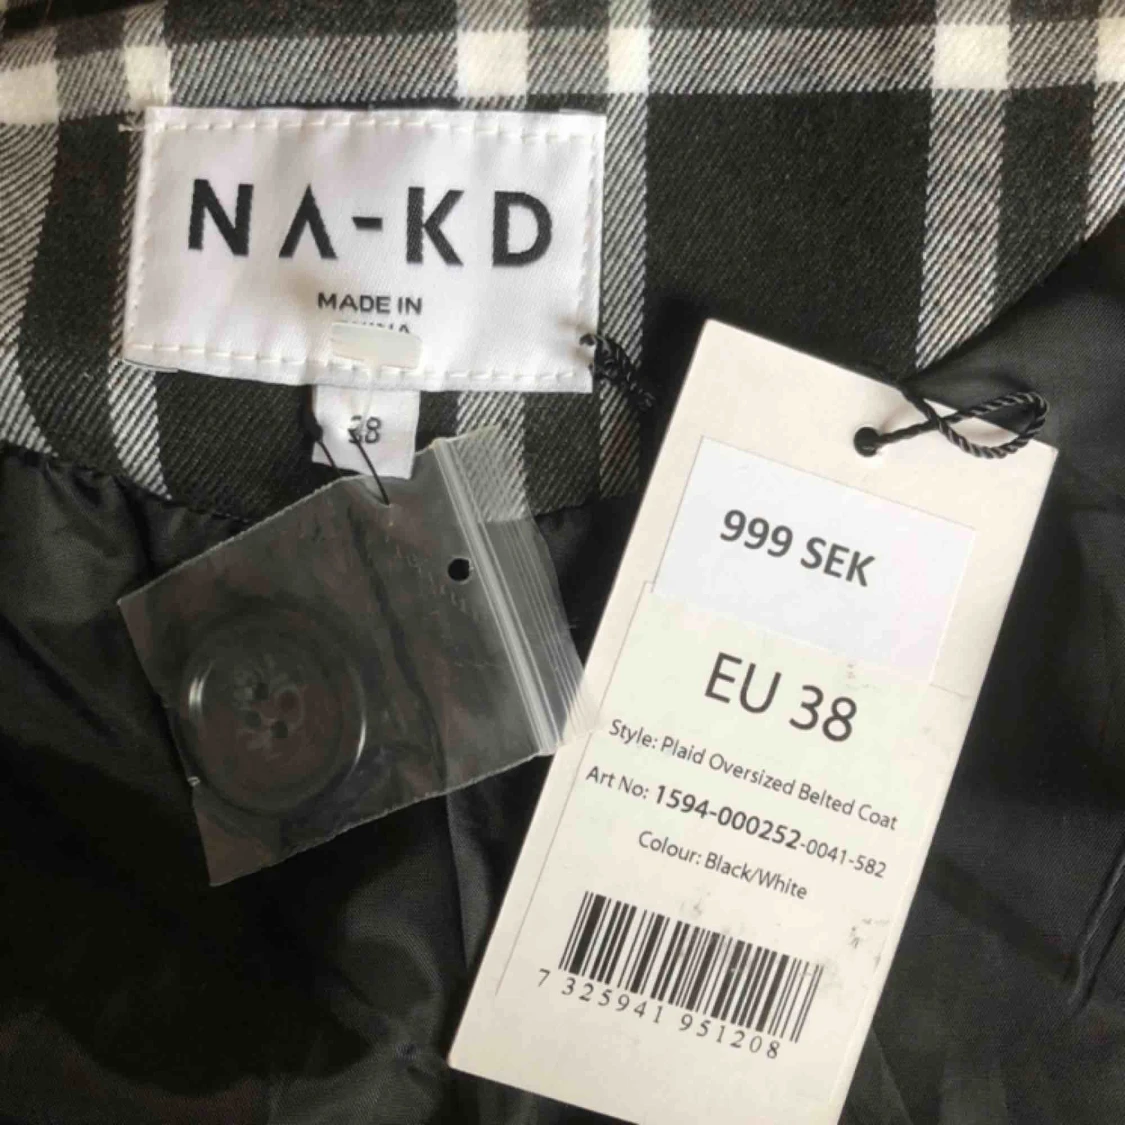 NA-KD
MADE IN
38
999 SEK
EU 38
Style: Plaid Oversized Belted Coat
Art No: 1594-000252-0041-582
Colour: Black/White
7 325941 951208